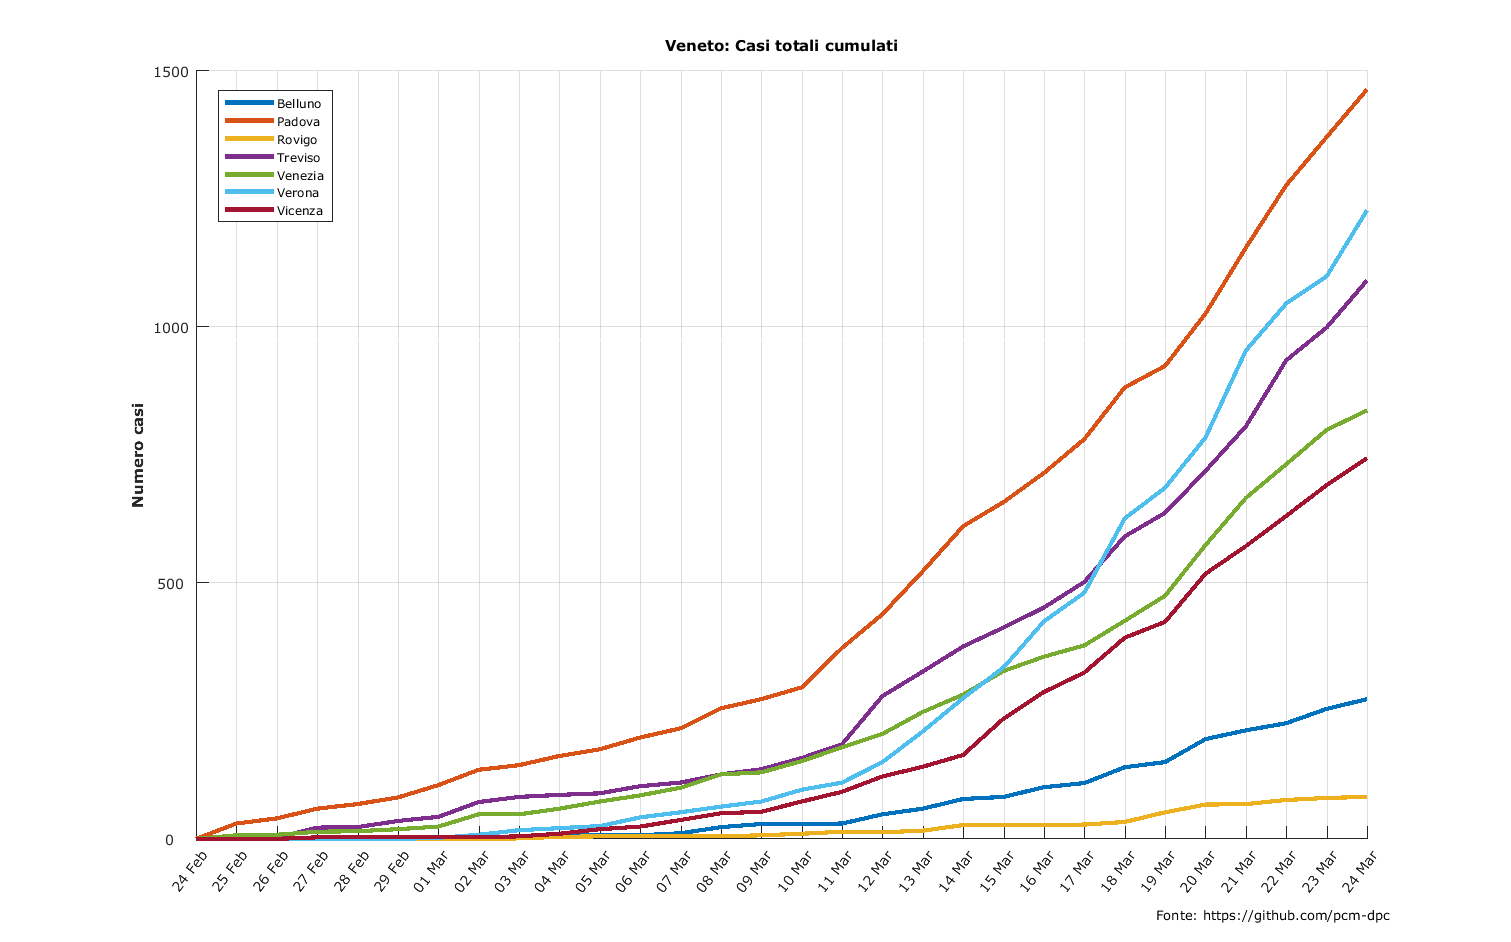 Veneto: Casi totali cumulati
1500
1000
500
0
Numero casi
Belluno
Padova
Rovigo
Treviso
Venezia
Verona
Vicenza
24 Feb
25 Feb
26 Feb
27 Feb
28 Feb
29 Feb
01 Mar
02 Mar
03 Mar
04 Mar
05 Mar
06 Mar
07 Mar
08 Mar
09 Mar
10 Mar
11 Mar
12 Mar
13 Mar
14 Mar
15 Mar
16 Mar
17 Mar
18 Mar
19 Mar
20 Mar
21 Mar
22 Mar
23 Mar
24 Mar
Fonte: https://github.com/pcm-dpc